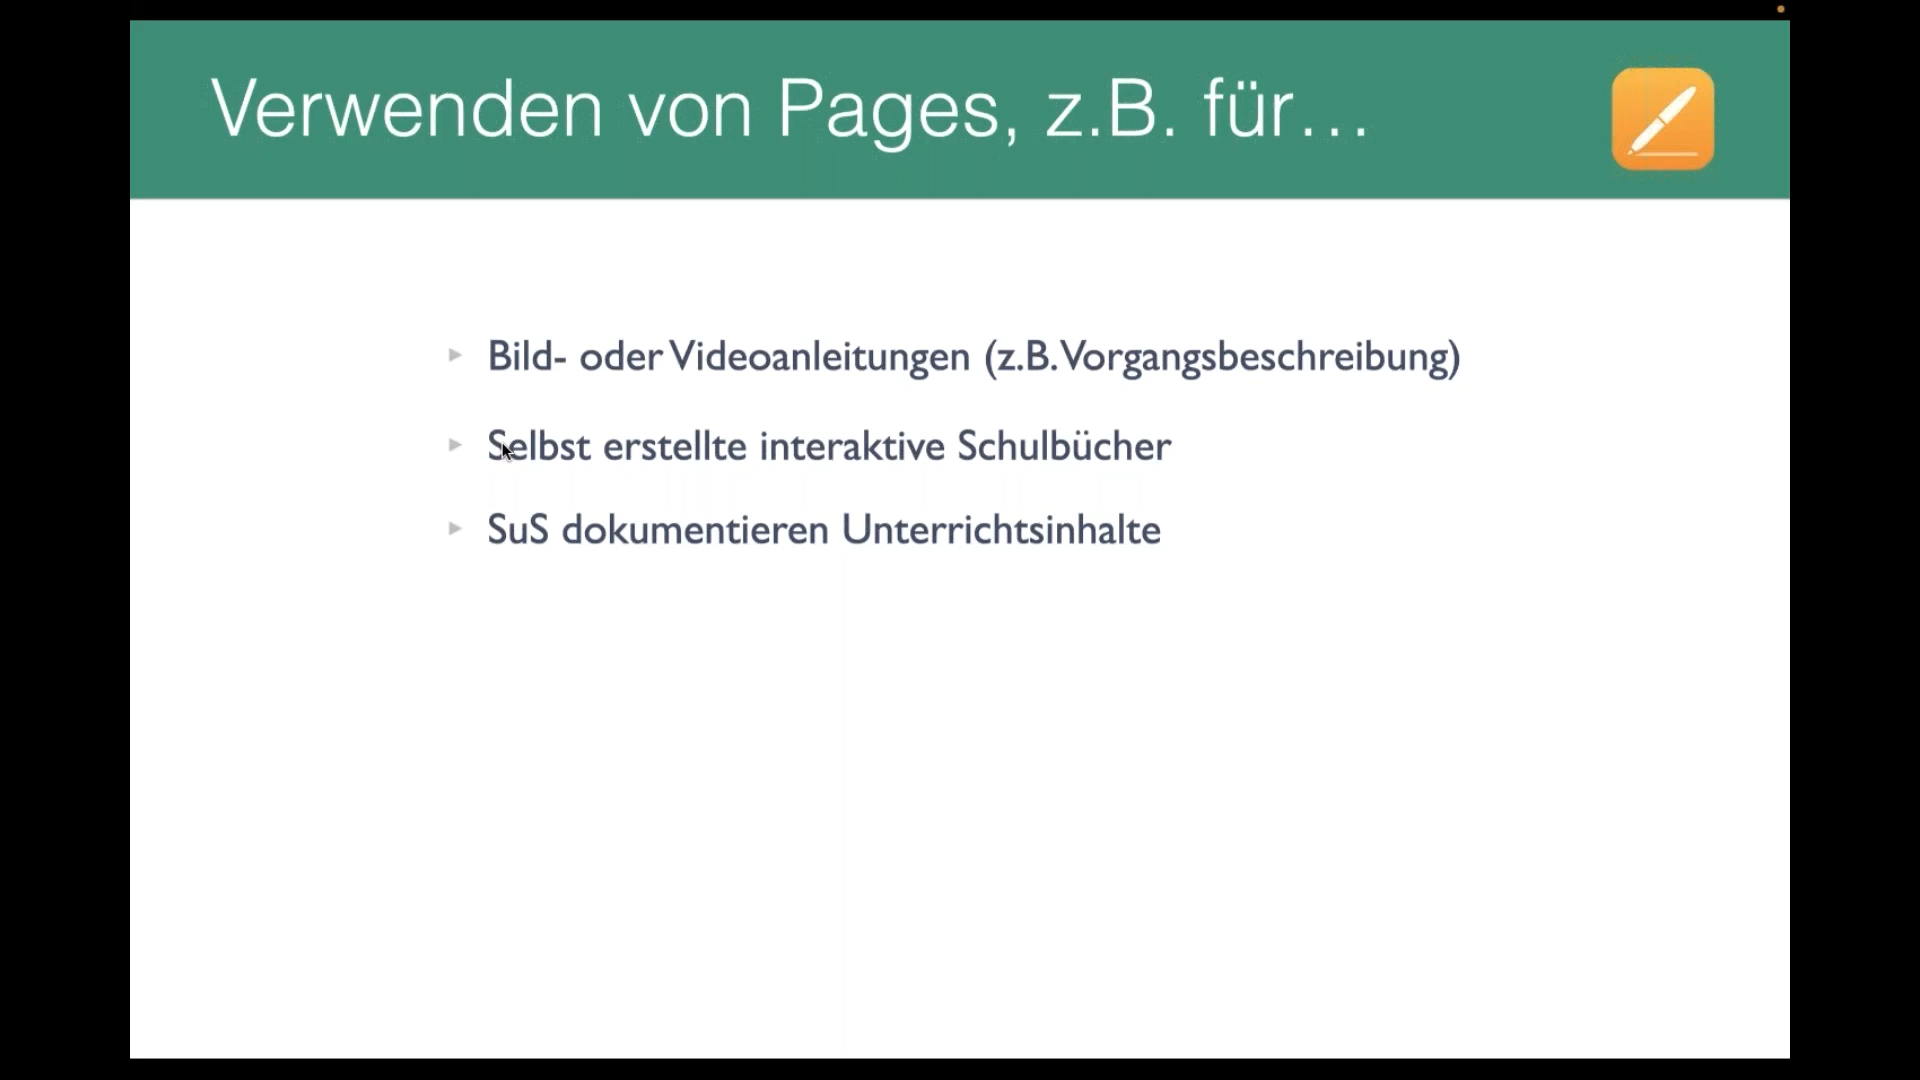 Verwenden von Pages, z.B. für…
Bild- oder Videoanleitungen (z.B. Vorgangsbeschreibung)
Selbst erstellte interaktive Schulbücher
SuS dokumentieren Unterrichtsinhalte